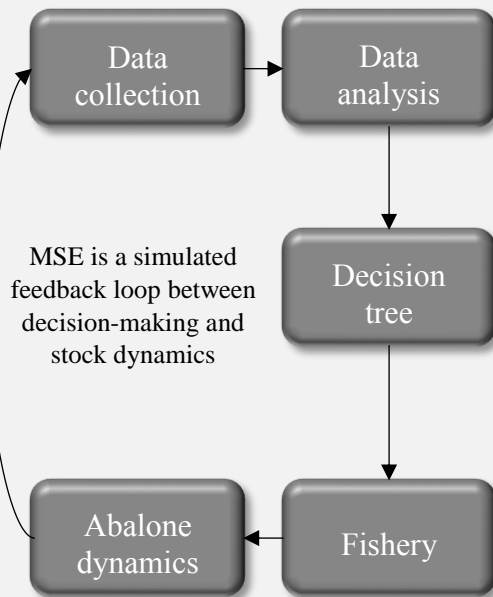 Data
collection
Data
analysis
MSE is a simulated
feedback loop between
decision-making and
stock dynamics
Decision
tree
Abalone
dynamics
Fishery